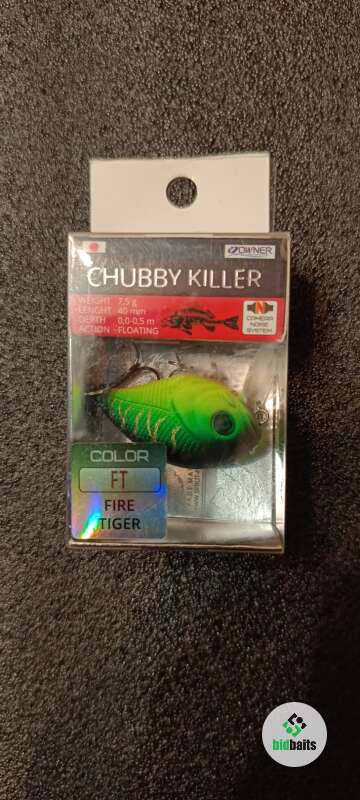 OWNER
CHUBBY KILLER
WEIGHT 7,5 g
LENGHT 40 mm
DEPTH 0,0-0,5 m
ACTION FLOATING
N
CAMERA
NOISE
SYSTEM
COLOR
FT
FIRE
TIGER
bidbaits